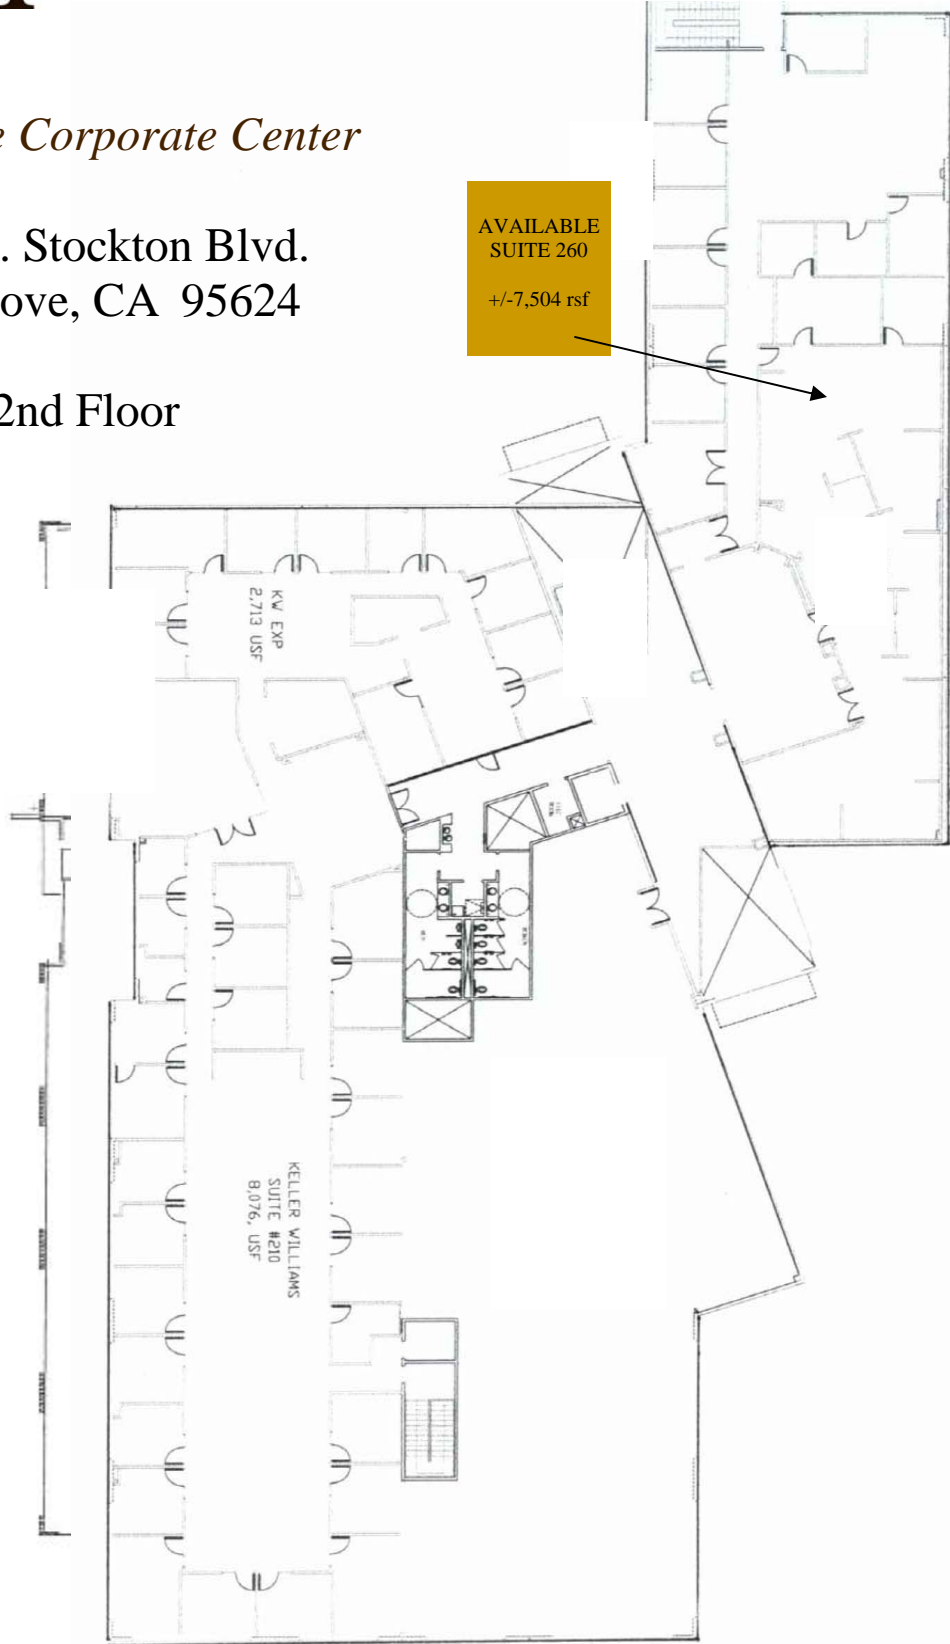 e Corporate Center
. Stockton Blvd.
ove, CA 95624
2nd Floor
AVAILABLE
SUITE 260
+/-7,504 rsf
KW EXP
2,713 USF
KELLER WILLIAMS
SUITE #210
8,076, USF